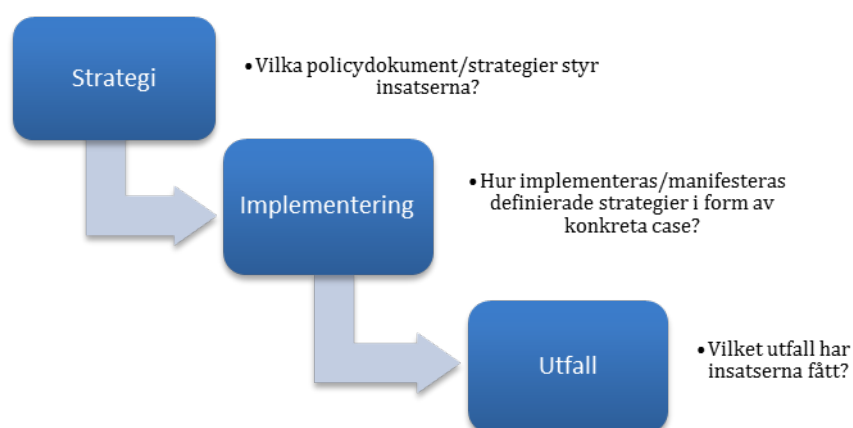 Strategi
•Vilka policydokument/strategier styr
insatserna?
Implementering
•Hur implementeras/manifesteras
definierade strategier i form av
konkreta case?
Utfall
•Vilket utfall har
insatserna fått?